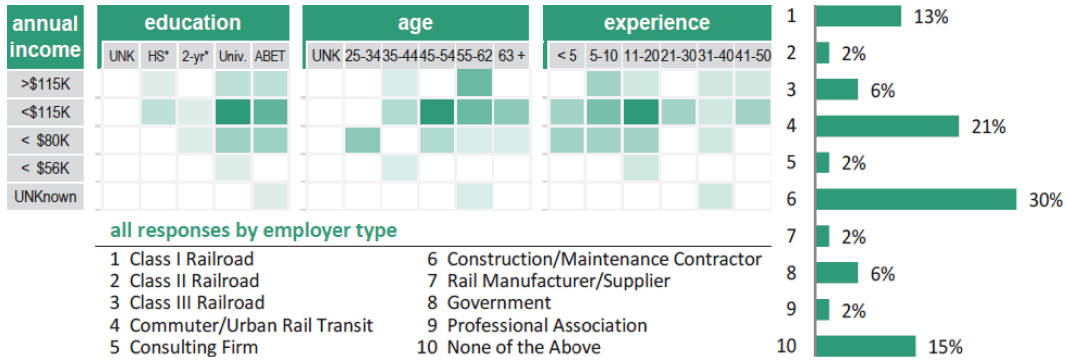 annual income education age experience
UNK HS* 2-yr* Univ. ABET UNK 25-34 35-44 45-54 55-62 63 + < 5 5-10 11-20 21-30 31-40 41-50
>$115K
<$115K
< $80K
< $56K
UNKnown
all responses by employer type
1 Class I Railroad
2 Class II Railroad
3 Class III Railroad
4 Commuter/Urban Rail Transit
5 Consulting Firm
6 Construction/Maintenance Contractor
7 Rail Manufacturer/Supplier
8 Government
9 Professional Association
10 None of the Above
1 13%
2 2%
3 6%
4 21%
5 2%
6 30%
7 2%
8 6%
9 2%
10 15%